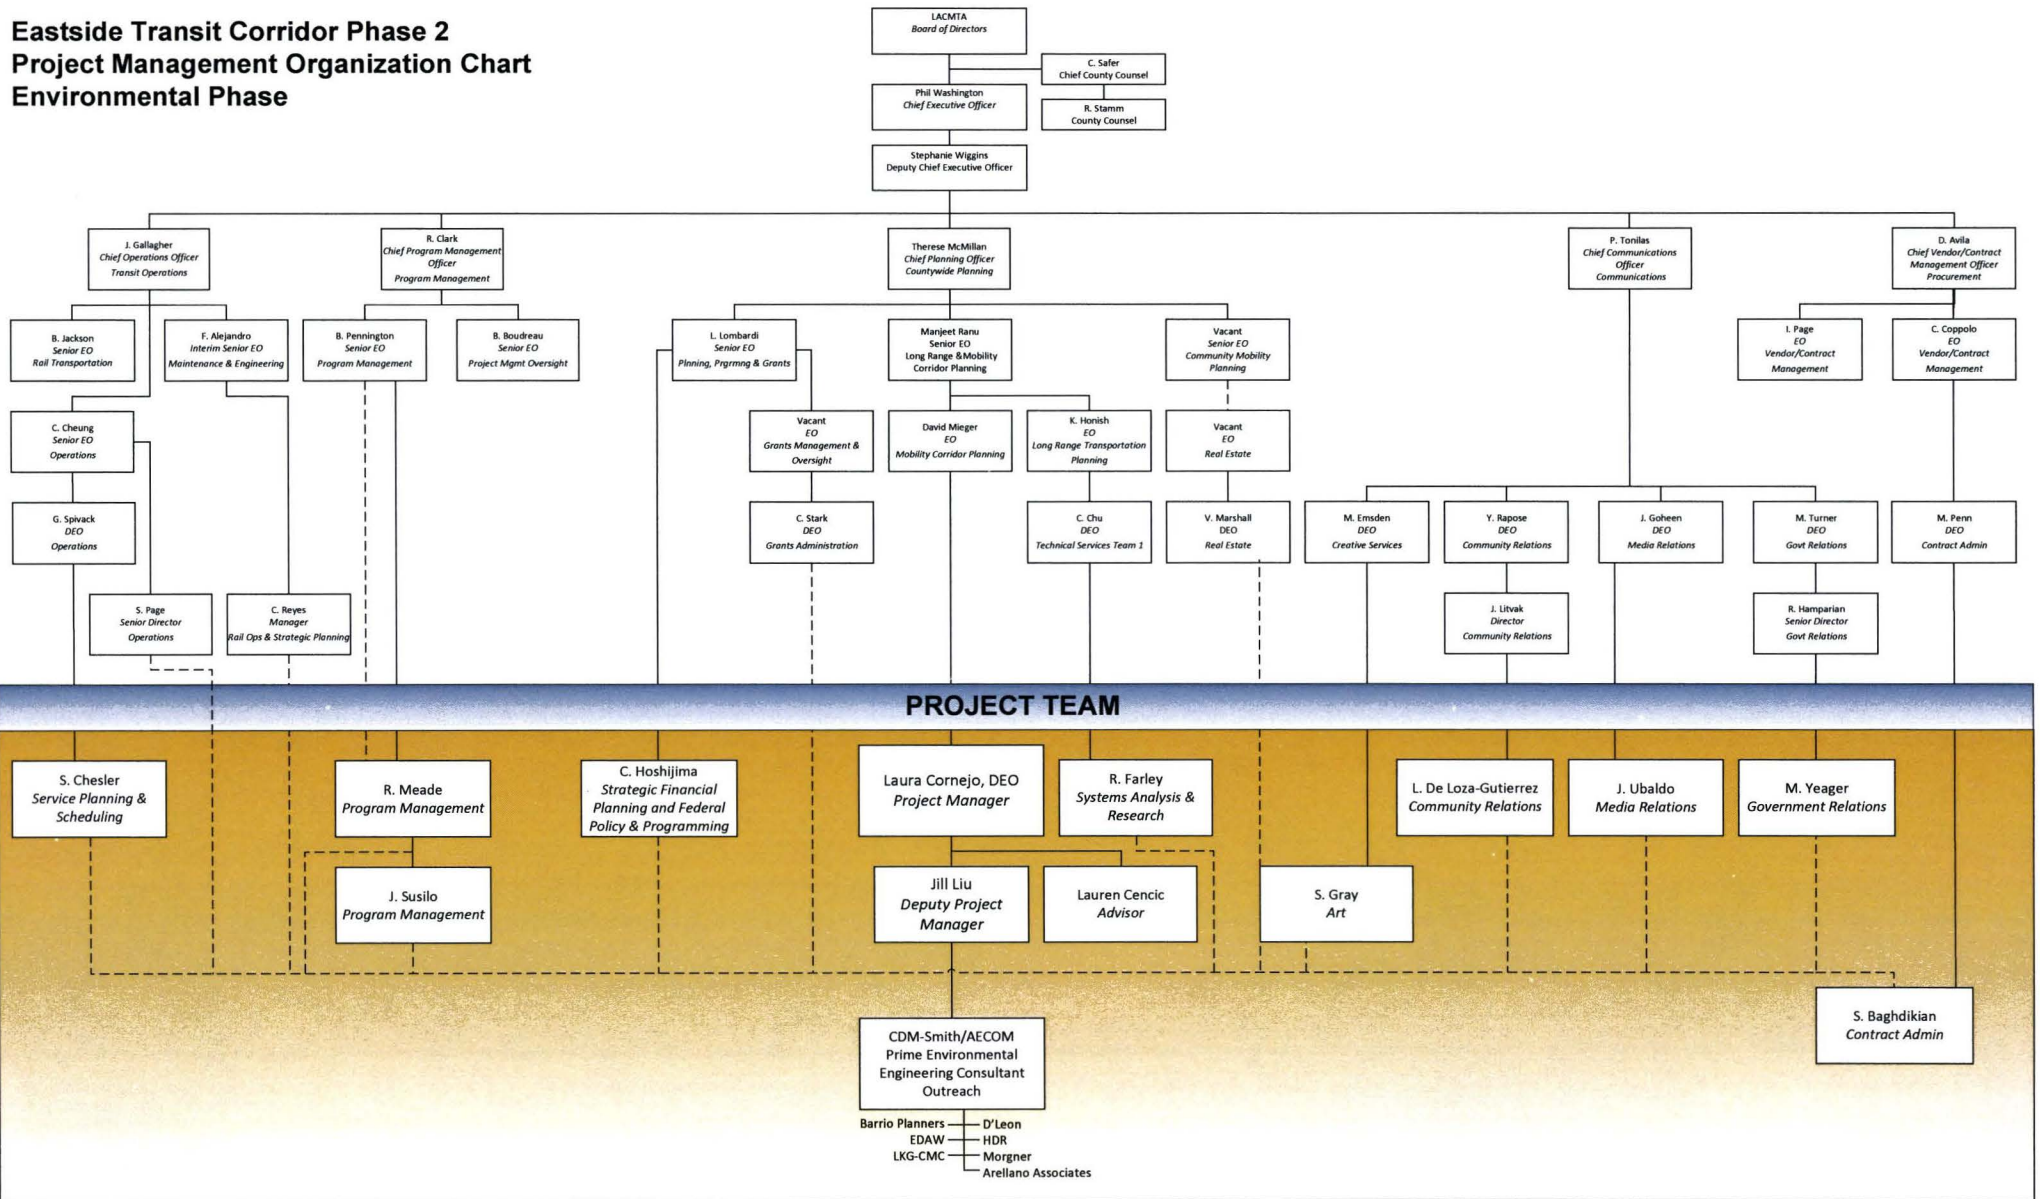 Eastside Transit Corridor Phase 2
Project Management Organization Chart
Environmental Phase
LACMTA
Board of Directors
C. Safer
Chief County Counsel
Phil Washington
Chief Executive Officer
R. Stamm
County Counsel
Stephanie Wiggins
Deputy Chief Executive Officer
J. Gallagher
Chief Operations Officer
Transit Operations
R. Clark
Chief Program Management
Officer
Program Management
Therese McMillan
Chief Planning Officer
Countywide Planning
P. Tonilas
Chief Communications
Officer
Communications
D. Avila
Chief Vendor/Contract
Management Officer
Procurement
B. Jackson
Senior EO
Rail Transportation
F. Alejandro
Interim Senior EO
Maintenance & Engineering
B. Pennington
Senior EO
Program Management
B. Boudreau
Senior EO
Project Mgmt Oversight
L. Lombardi
Senior EO
Plnning, Prgrmng & Grants
Manjeet Ranu
Senior EO
Long Range &Mobility
Corridor Planning
Vacant
Senior EO
Community Mobility
Planning
I. Page
EO
Vendor/Contract
Management
C. Coppolo
EO
Vendor/Contract
Management
C. Cheung
Senior EO
Operations
Vacant
EO
Grants Management &
Oversight
David Mieger
EO
Mobility Corridor Planning
K. Honish
EO
Long Range Transportation
Planning
Vacant
EO
Real Estate
G. Spivack
DEO
Operations
C. Stark
DEO
Grants Administration
C. Chu
DEO
Technical Services Team 1
V. Marshall
DEO
Real Estate
M. Emsden
DEO
Creative Services
Y. Rapose
DEO
Community Relations
J. Goheen
DEO
Media Relations
M. Turner
DEO
Govt Relations
M. Penn
DEO
Contract Admin
S. Page
Senior Director
Operations
C. Reyes
Manager
Rail Ops & Strategic Planning
J. Litvak
Director
Community Relations
R. Hamparian
Senior Director
Govt Relations
PROJECT TEAM
S. Chesler
Service Planning &
Scheduling
R. Meade
Program Management
C. Hoshijima
Strategic Financial
Planning and Federal
Policy & Programming
Laura Cornejo, DEO
Project Manager
R. Farley
Systems Analysis &
Research
L. De Loza-Gutierrez
Community Relations
J. Ubaldo
Media Relations
M. Yeager
Government Relations
J. Susilo
Program Management
Jill Liu
Deputy Project
Manager
Lauren Cencic
Advisor
S. Gray
Art
S. Baghdikian
Contract Admin
CDM-Smith/AECOM
Prime Environmental
Engineering Consultant
Outreach
Barrio Planners
D'Leon
EDAW
HDR
LKG-CMC
Morgner
Arellano Associates